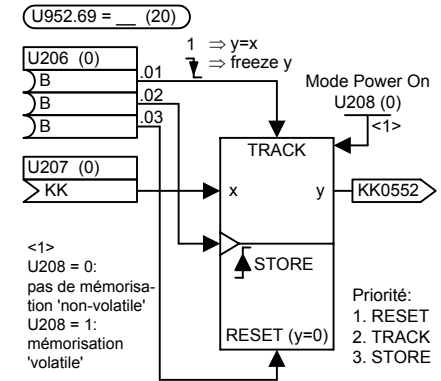 U952.69 = __ (20)
U206 (0)
B .01
B .02
B .03
1 ⇒ y=x
⇒ freeze y
Mode Power On
U208 (0)
<1>
TRACK
U207 (0)
KK
x
y
KK0552
STORE
RESET (y=0)
<1>
U208 = 0:
pas de mémorisa-
tion 'non-volatile'
U208 = 1:
mémorisation
'volatile'
Priorité:
1. RESET
2. TRACK
3. STORE